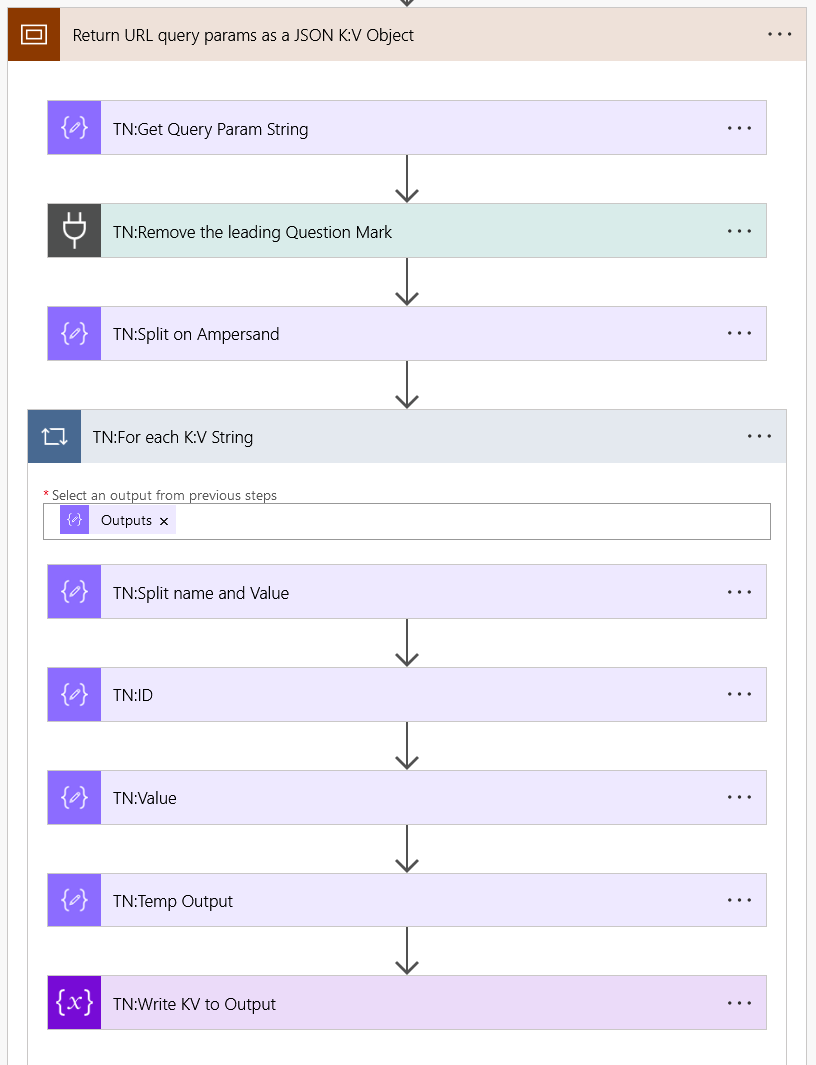 Return URL query params as a JSON K:V Object
TN:Get Query Param String
TN:Remove the leading Question Mark
TN:Split on Ampersand
TN:For each K:V String
* Select an output from previous steps
Outputs ×
TN:Split name and Value
TN:ID
TN:Value
TN:Temp Output
{x} TN:Write KV to Output